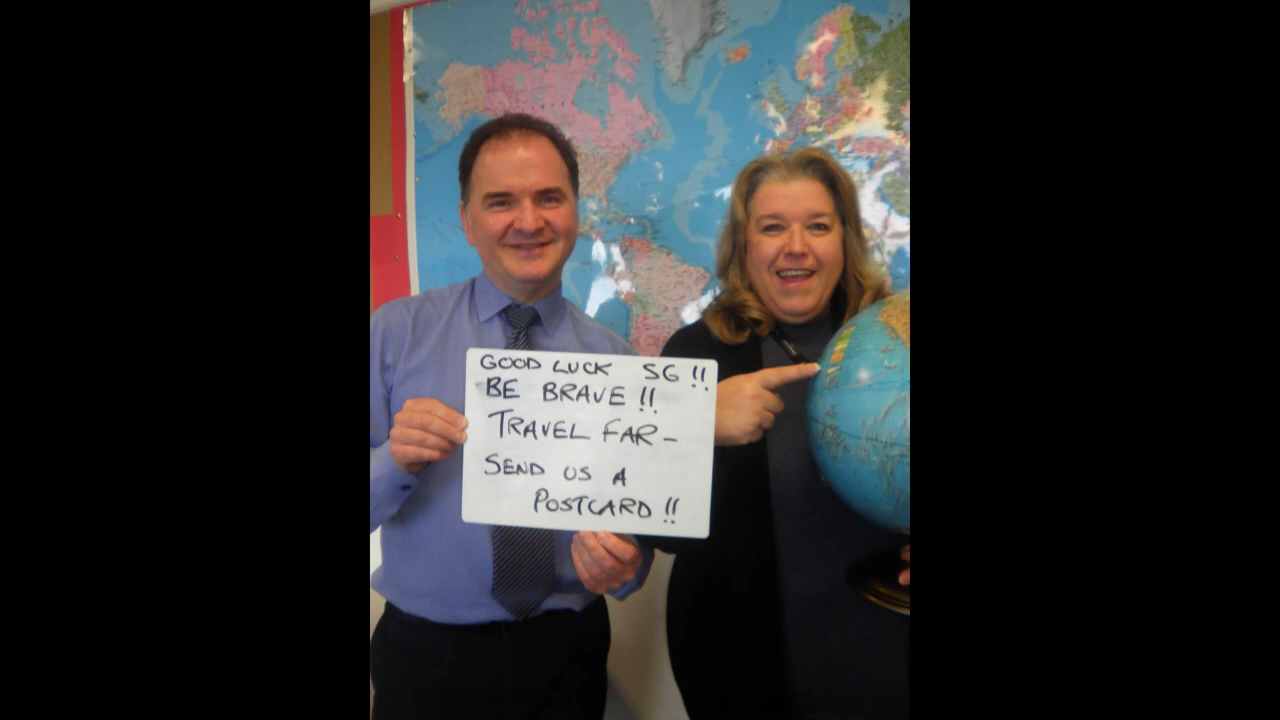 GOOD LUCK SG !!
BE BRAVE !!
TRAVEL FAR -
SEND US A
POSTCARD !!